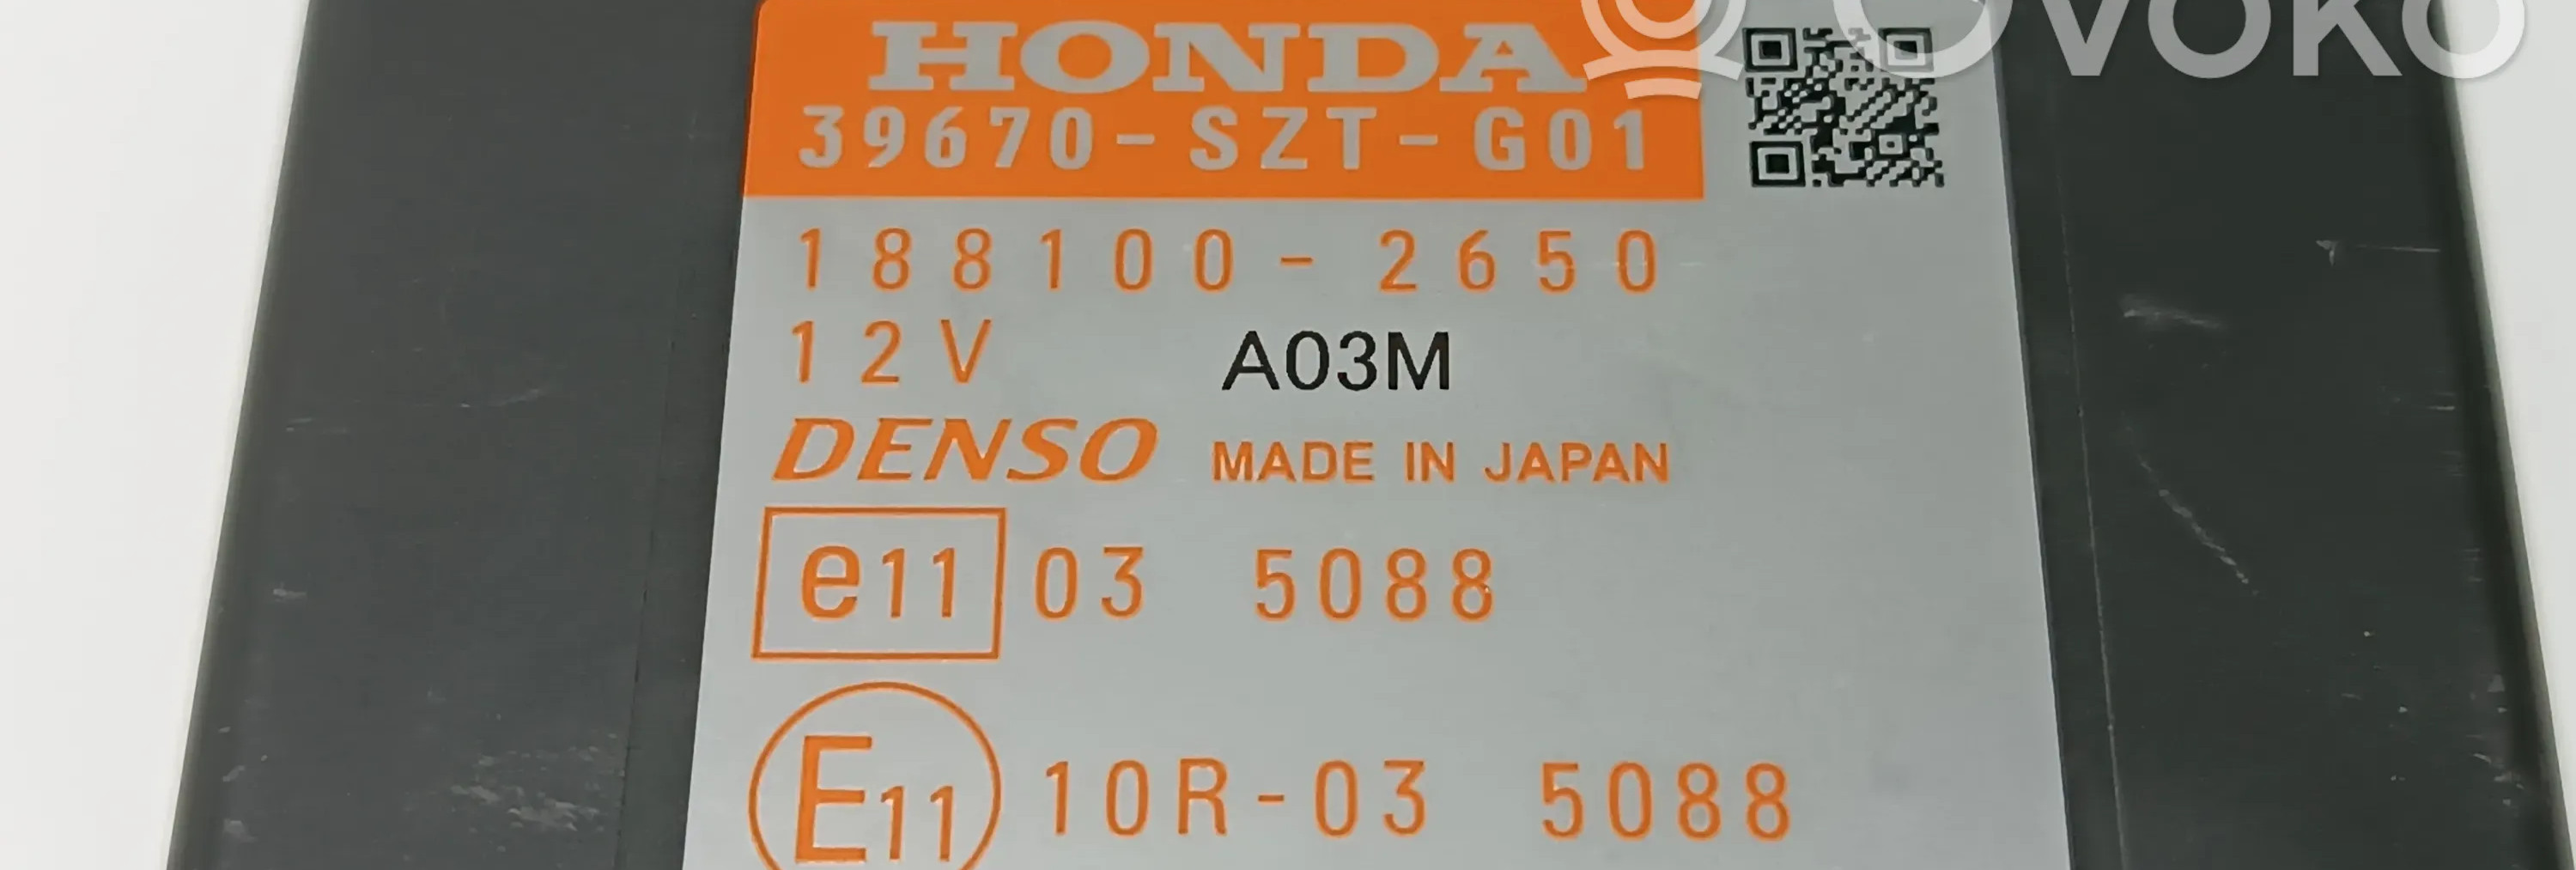 OVOKO
HONDA
39670-SZT-G01
188100-2650
12V A03M
DENSO MADE IN JAPAN
e11 03 5088
E11 10R-03 5088